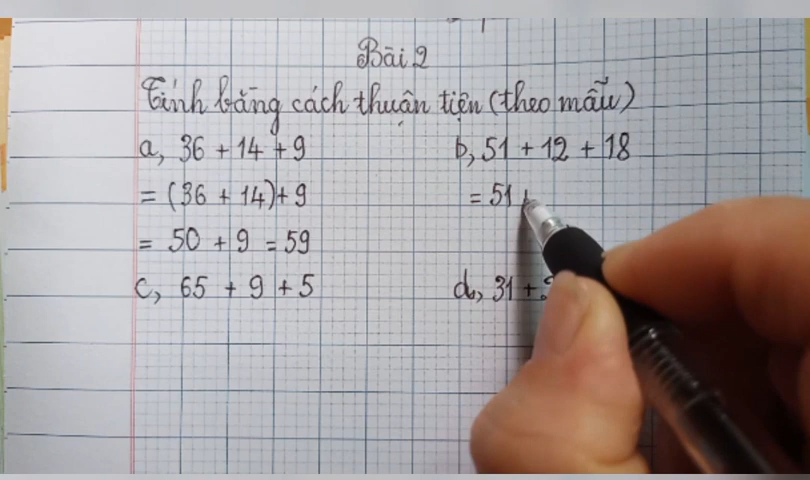 Bài 2
Tính bằng cách thuận tiện (theo mẫu)
a, 36 + 14 + 9
= (36 + 14) + 9
= 50 + 9 = 59
b, 51 + 12 + 18
= 51
c, 65 + 9 + 5
d, 31 +